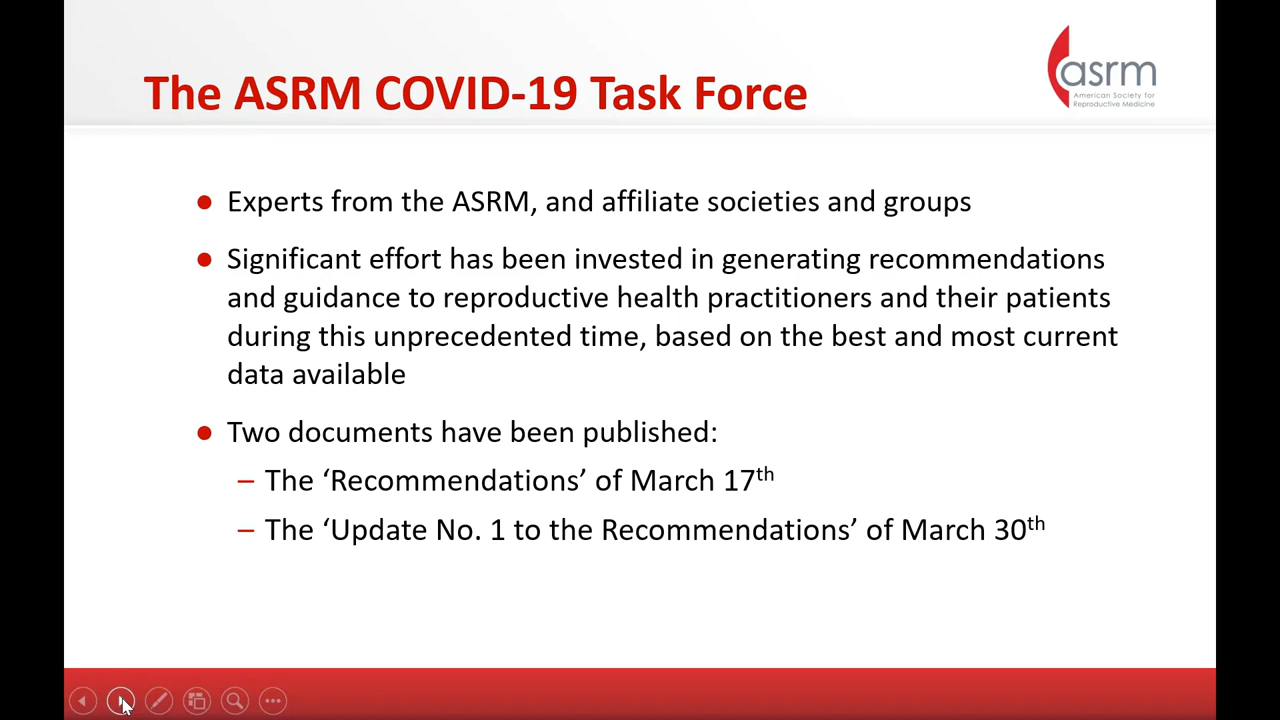 The ASRM COVID-19 Task Force
asrm
American Society for
Reproductive Medicine
● Experts from the ASRM, and affiliate societies and groups
● Significant effort has been invested in generating recommendations
and guidance to reproductive health practitioners and their patients
during this unprecedented time, based on the best and most current
data available
● Two documents have been published:
– The ‘Recommendations’ of March 17th
– The ‘Update No. 1 to the Recommendations’ of March 30th